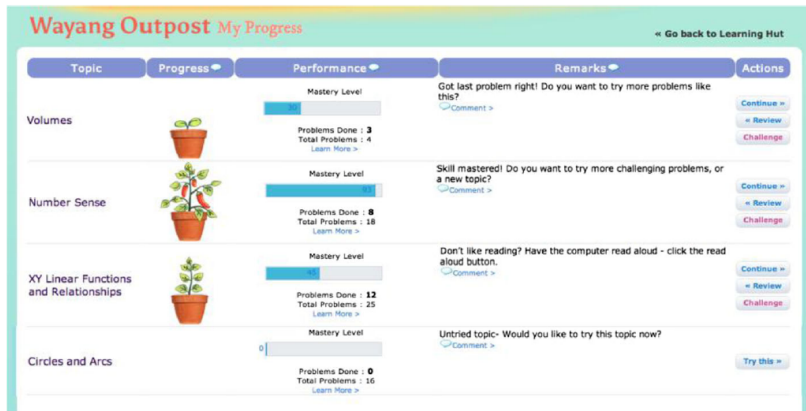 Wayang Outpost My Progress
« Go back to Learning Hut
Topic Progress Performance Remarks Actions
Volumes
Mastery Level
30
Problems Done : 3
Total Problems : 4
Learn More >
Got last problem right! Do you want to try more problems like
this?
Comment >
Continue »
« Review
Challenge
Number Sense
Mastery Level
Problems Done : 8
Total Problems : 18
Learn More >
Skill mastered! Do you want to try more challenging problems, or
a new topic?
Comment >
Continue »
« Review
Challenge
XY Linear Functions
and Relationships
Mastery Level
45
Problems Done : 12
Total Problems : 25
Learn More >
Don't like reading? Have the computer read aloud - click the read
aloud button.
Comment >
Continue »
« Review
Challenge
Circles and Arcs
Mastery Level
0
Problems Done : 0
Total Problems : 16
Learn More >
Untried topic- Would you like to try this topic now?
Comment >
Try this »